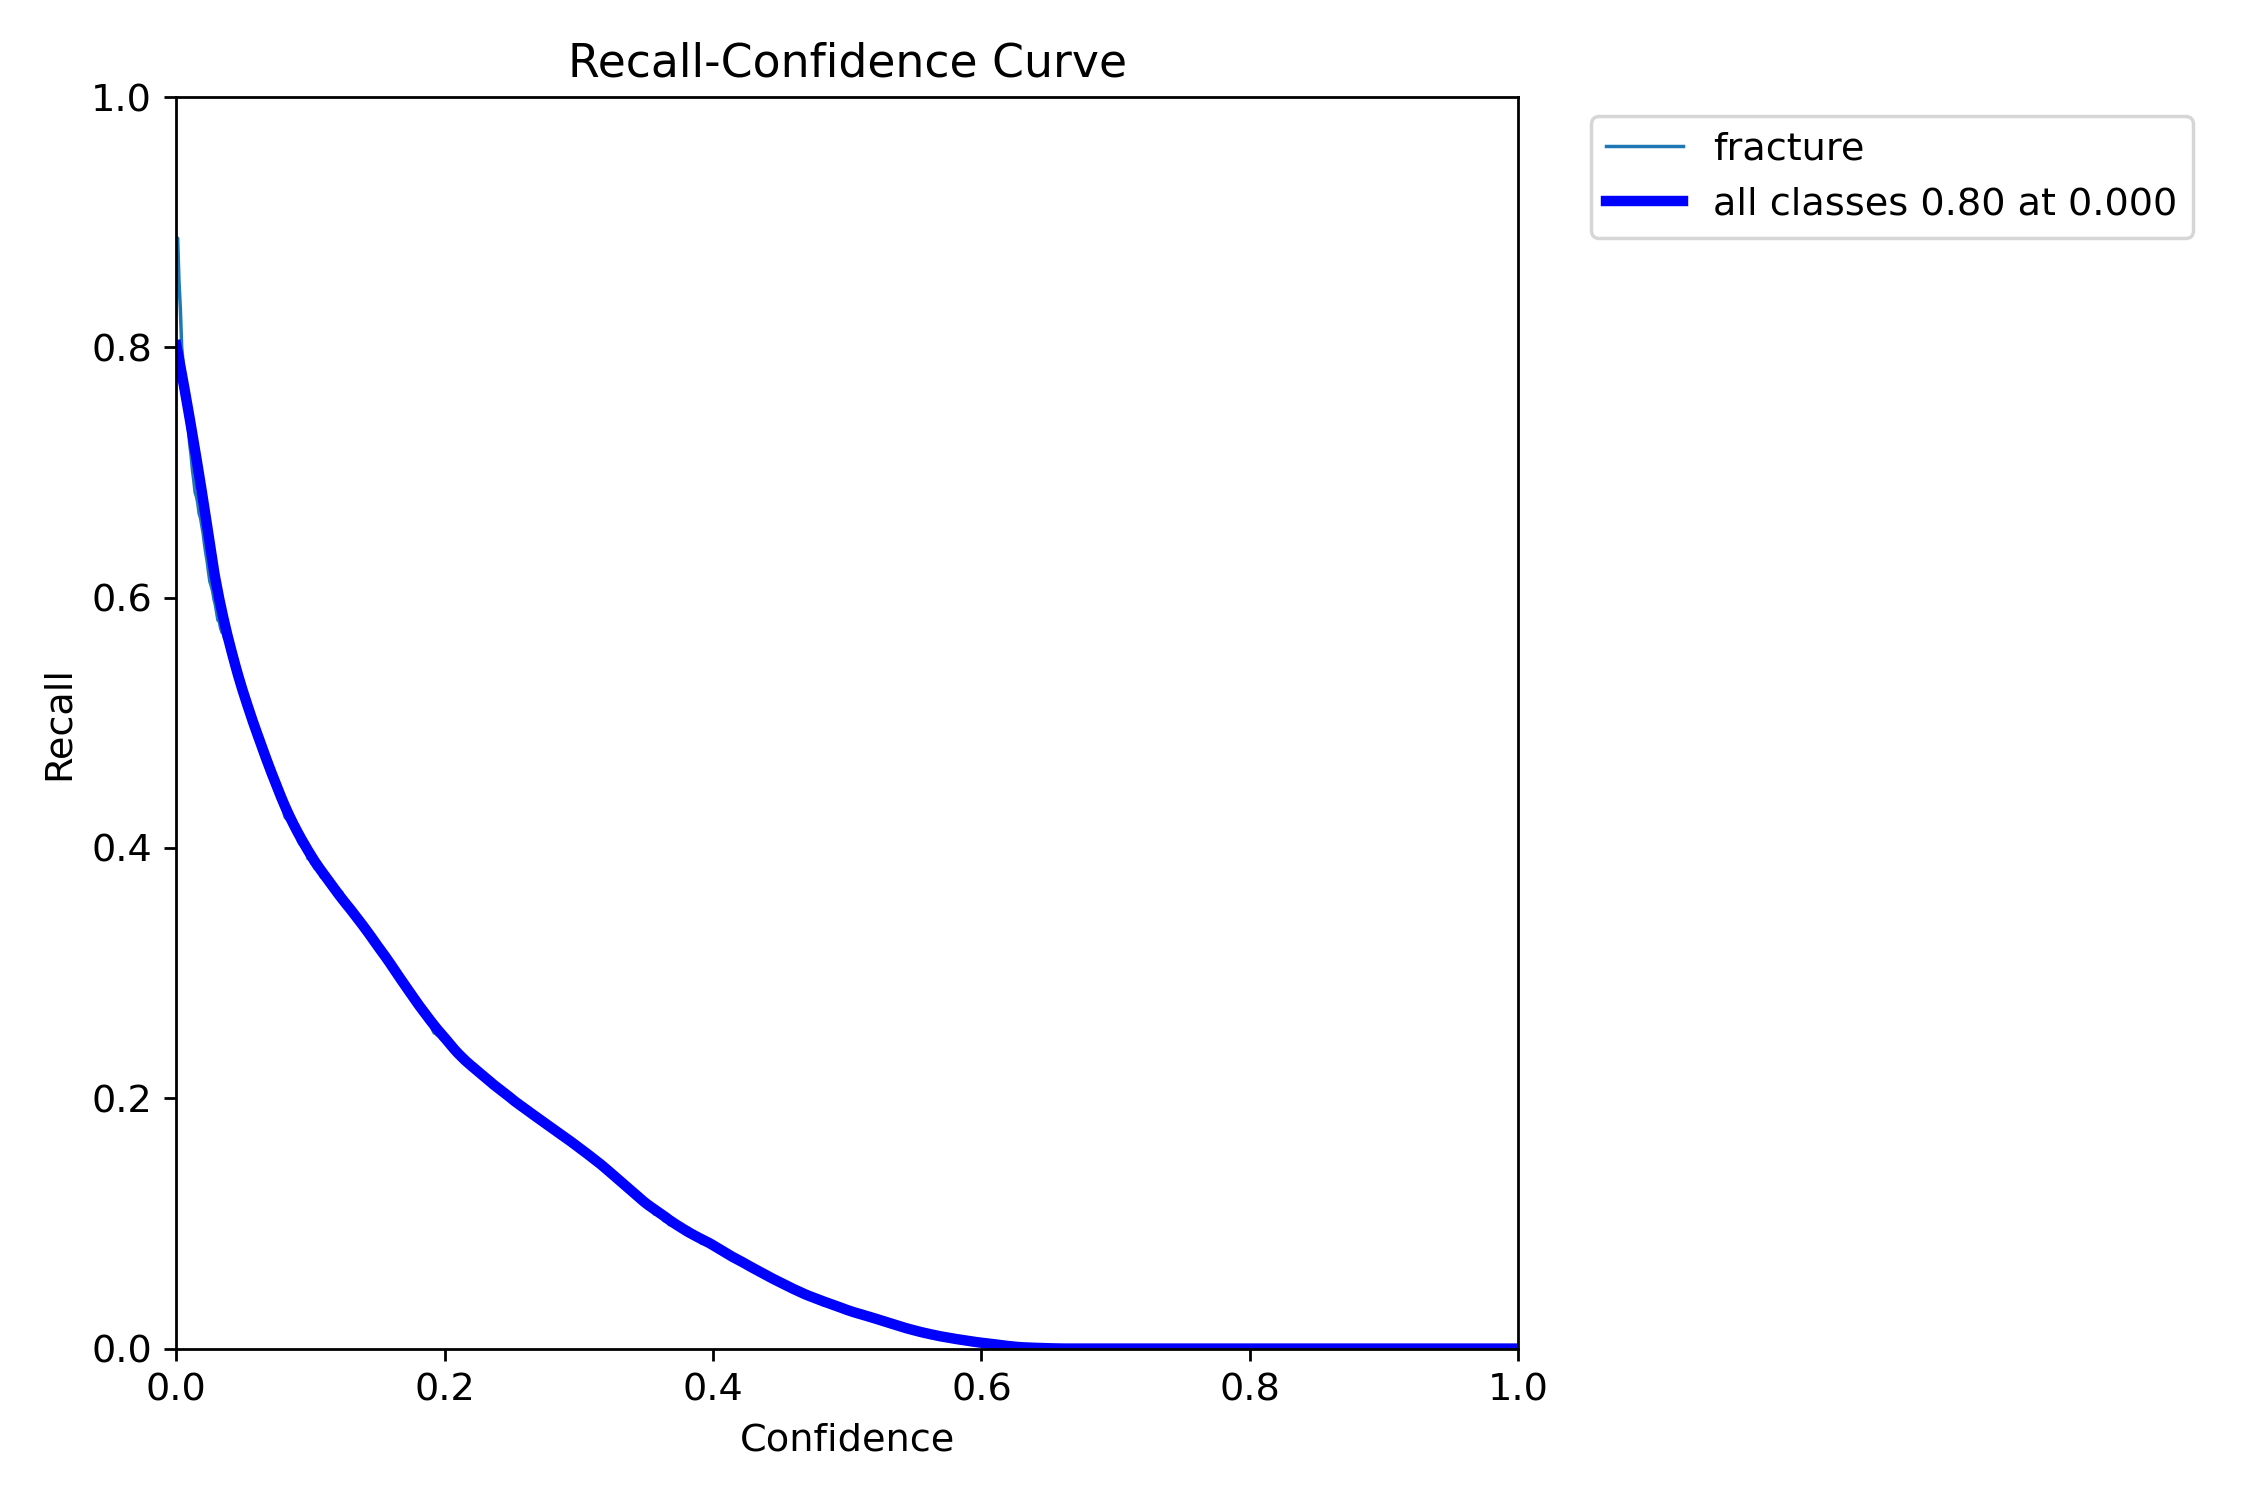 Recall-Confidence Curve
1.0
0.8
0.6
0.4
0.2
0.0
Recall
0.0 0.2 0.4 0.6 0.8 1.0
Confidence
fracture
all classes 0.80 at 0.000